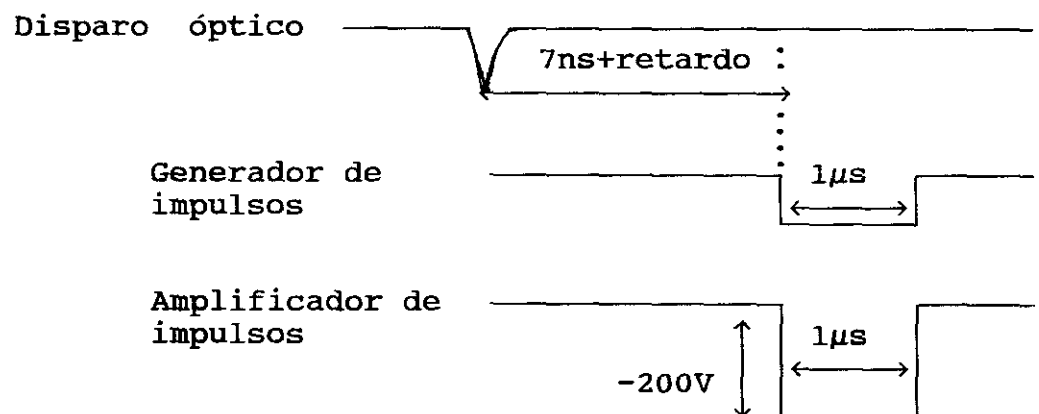 Disparo óptico
7ns+retardo
Generador de
impulsos
1μs
Amplificador de
impulsos
1μs
-200V